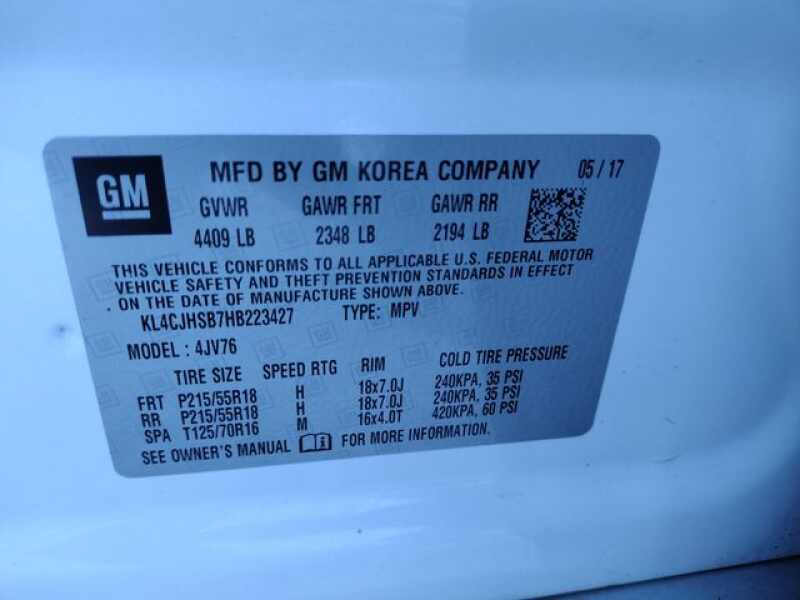 GM MFD BY GM KOREA COMPANY 05 / 17
GVWR GAWR FRT GAWR RR
4409 LB 2348 LB 2194 LB
THIS VEHICLE CONFORMS TO ALL APPLICABLE U.S. FEDERAL MOTOR
VEHICLE SAFETY AND THEFT PREVENTION STANDARDS IN EFFECT
ON THE DATE OF MANUFACTURE SHOWN ABOVE.
KL4CJHSB7HB223427 TYPE: MPV
MODEL : 4JV76
TIRE SIZE SPEED RTG RIM COLD TIRE PRESSURE
FRT P215/55R18 H 18x7.0J 240KPA, 35 PSI
RR P215/55R18 H 18x7.0J 240KPA, 35 PSI
SPA T125/70R16 M 16x4.0T 420KPA, 60 PSI
SEE OWNER'S MANUAL FOR MORE INFORMATION.